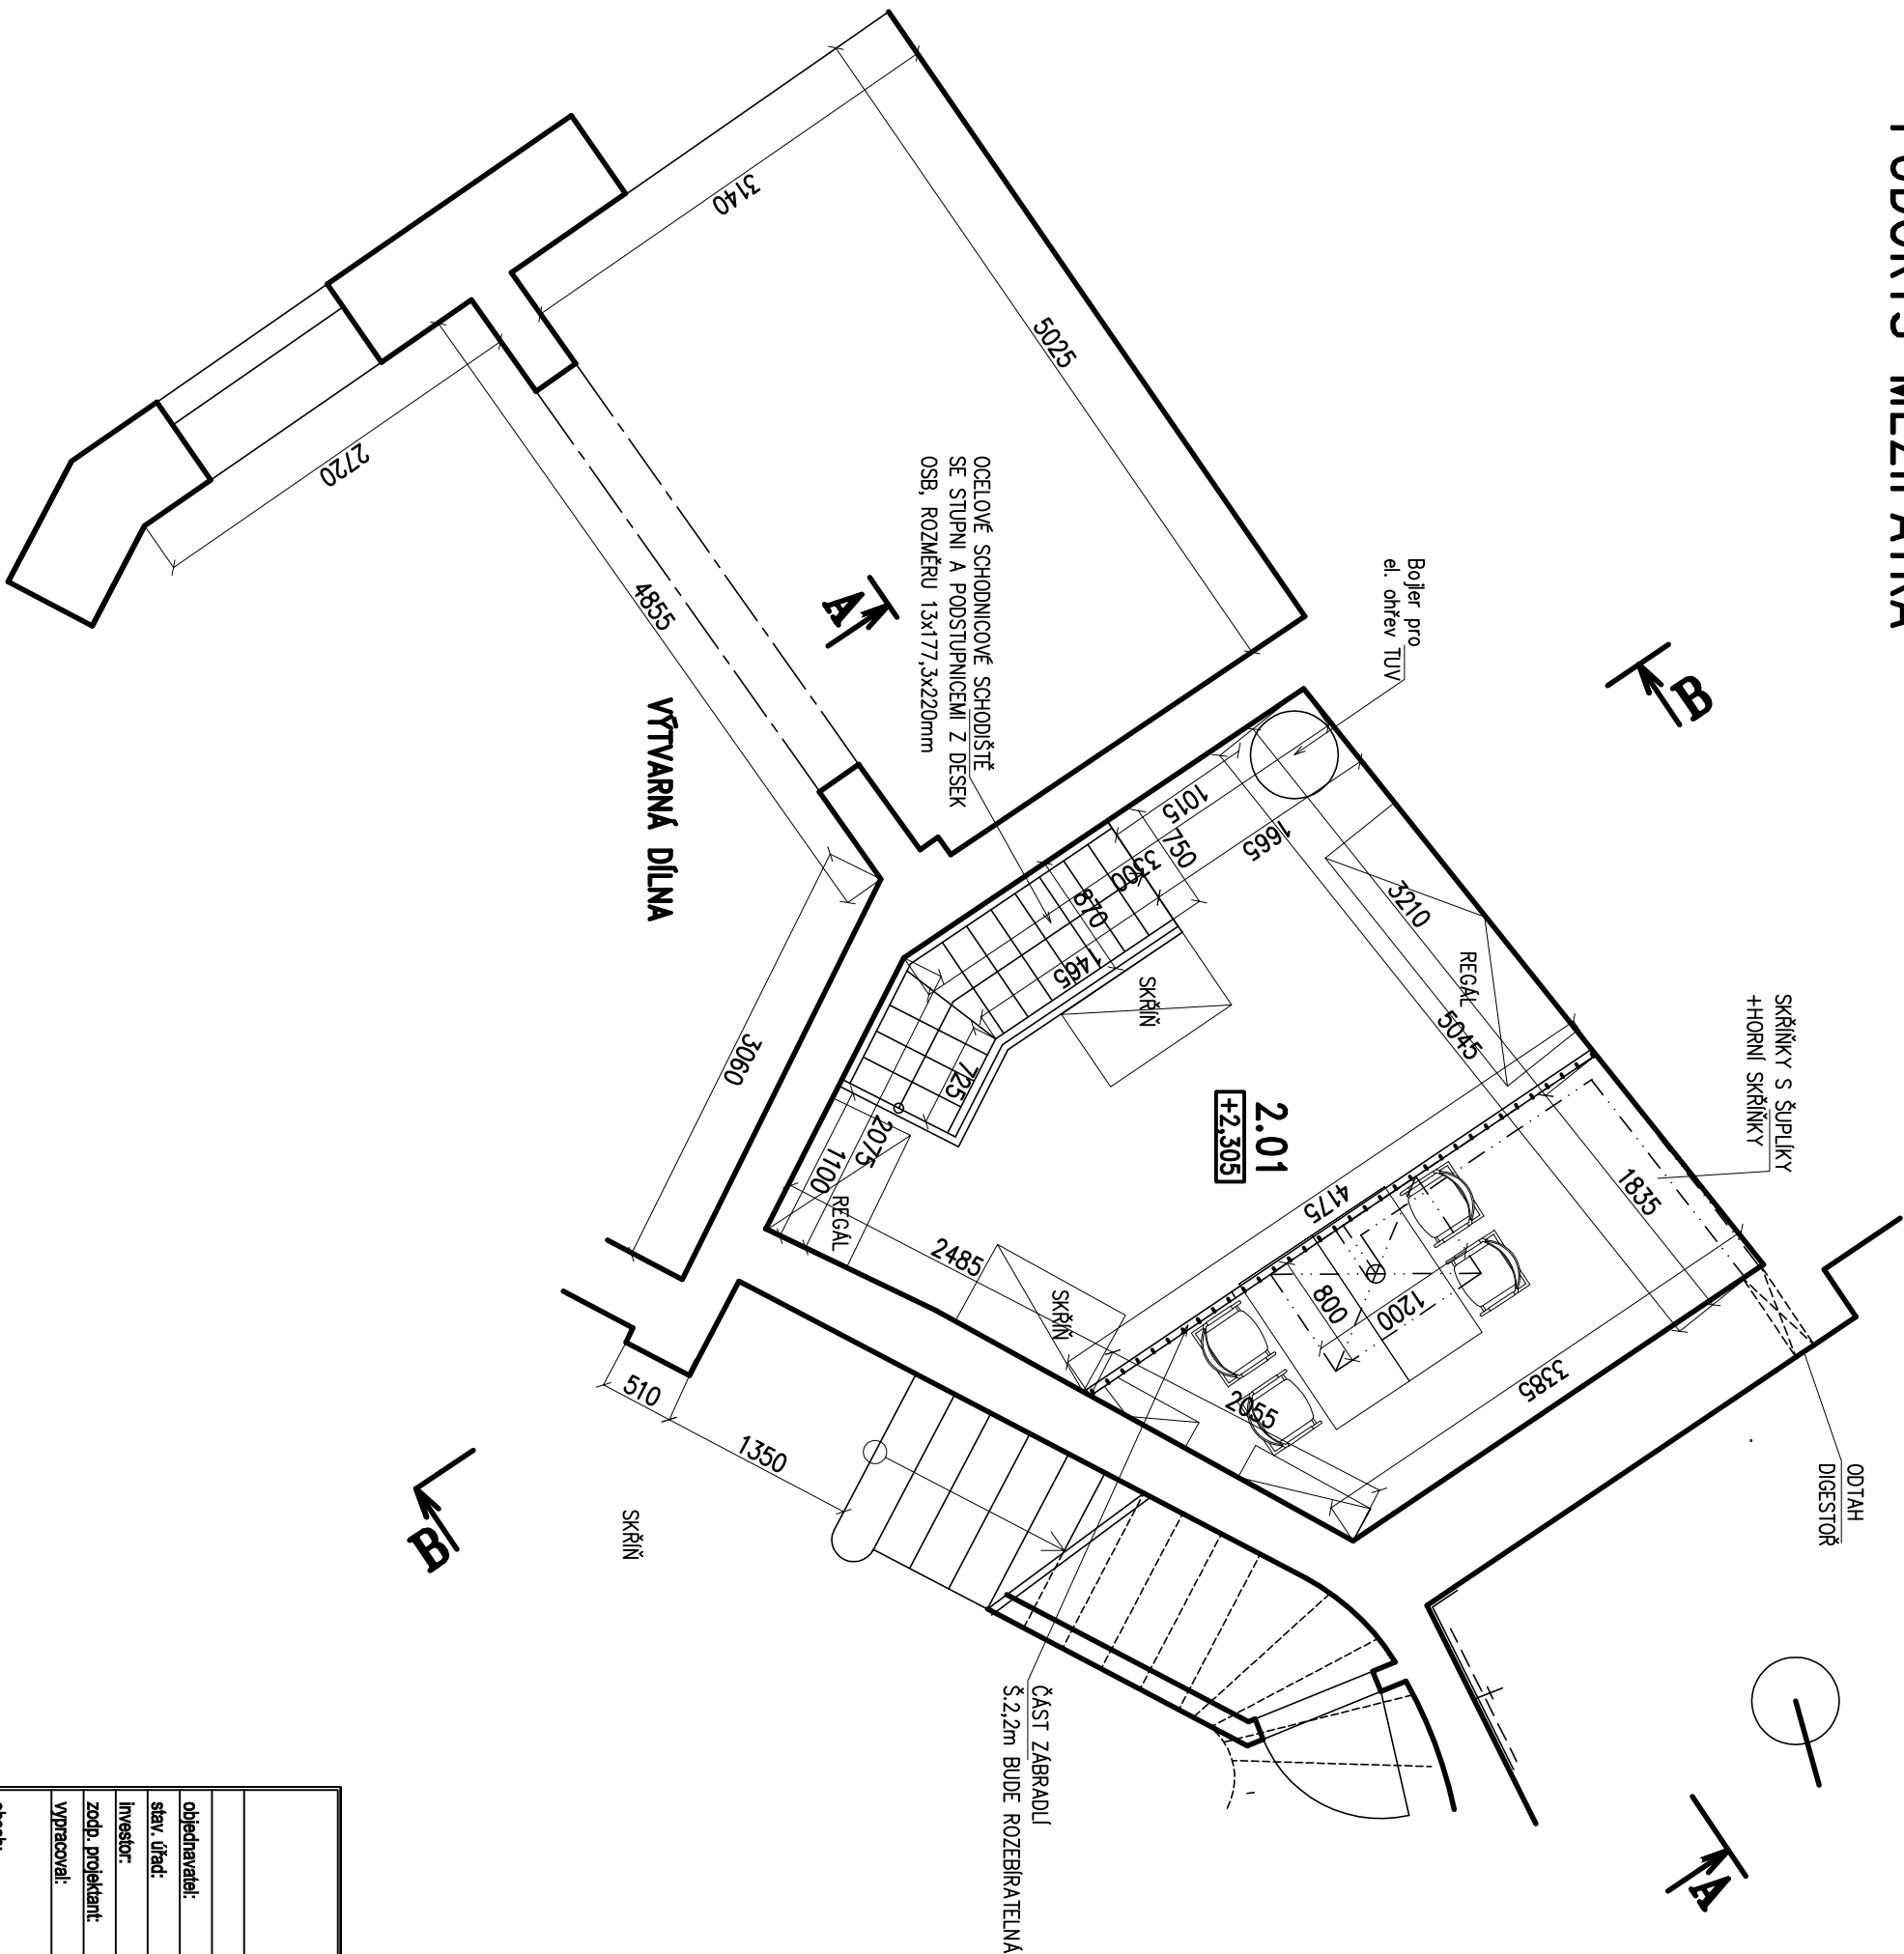 PŮDORYS MEZIPATRA
B
Bojler pro
el. ohřev TUV
OCELOVÉ SCHODNICOVÉ SCHODIŠTĚ
SE STUPNI A PODSTUPNICEMI Z DESEK
OSB, ROZMĚRU 13x177,3x220mm
A
VÝTVARNÁ DÍLNA
3140
5025
2720
4855
3060
SKŘÍŇKY S ŠUPLÍKY
+HORNÍ SKŘÍŇKY
REGÁL
SKŘÍŇ
2.01
+2,305
REGÁL
SKŘÍŇ
1015
750
1665
3300
870
1465
725
2075
1100
3210
5045
1835
4175
2485
800
1200
2055
3385
510
1350
ODTAH
DIGESTOŘ
SKŘÍŇ
B
ČÁST ZÁBRADLÍ
Š.2,2m BUDE ROZEBÍRATELNÁ
A
objednavatel:
stav. úřad:
investor:
zodp. projektant:
vypracoval: